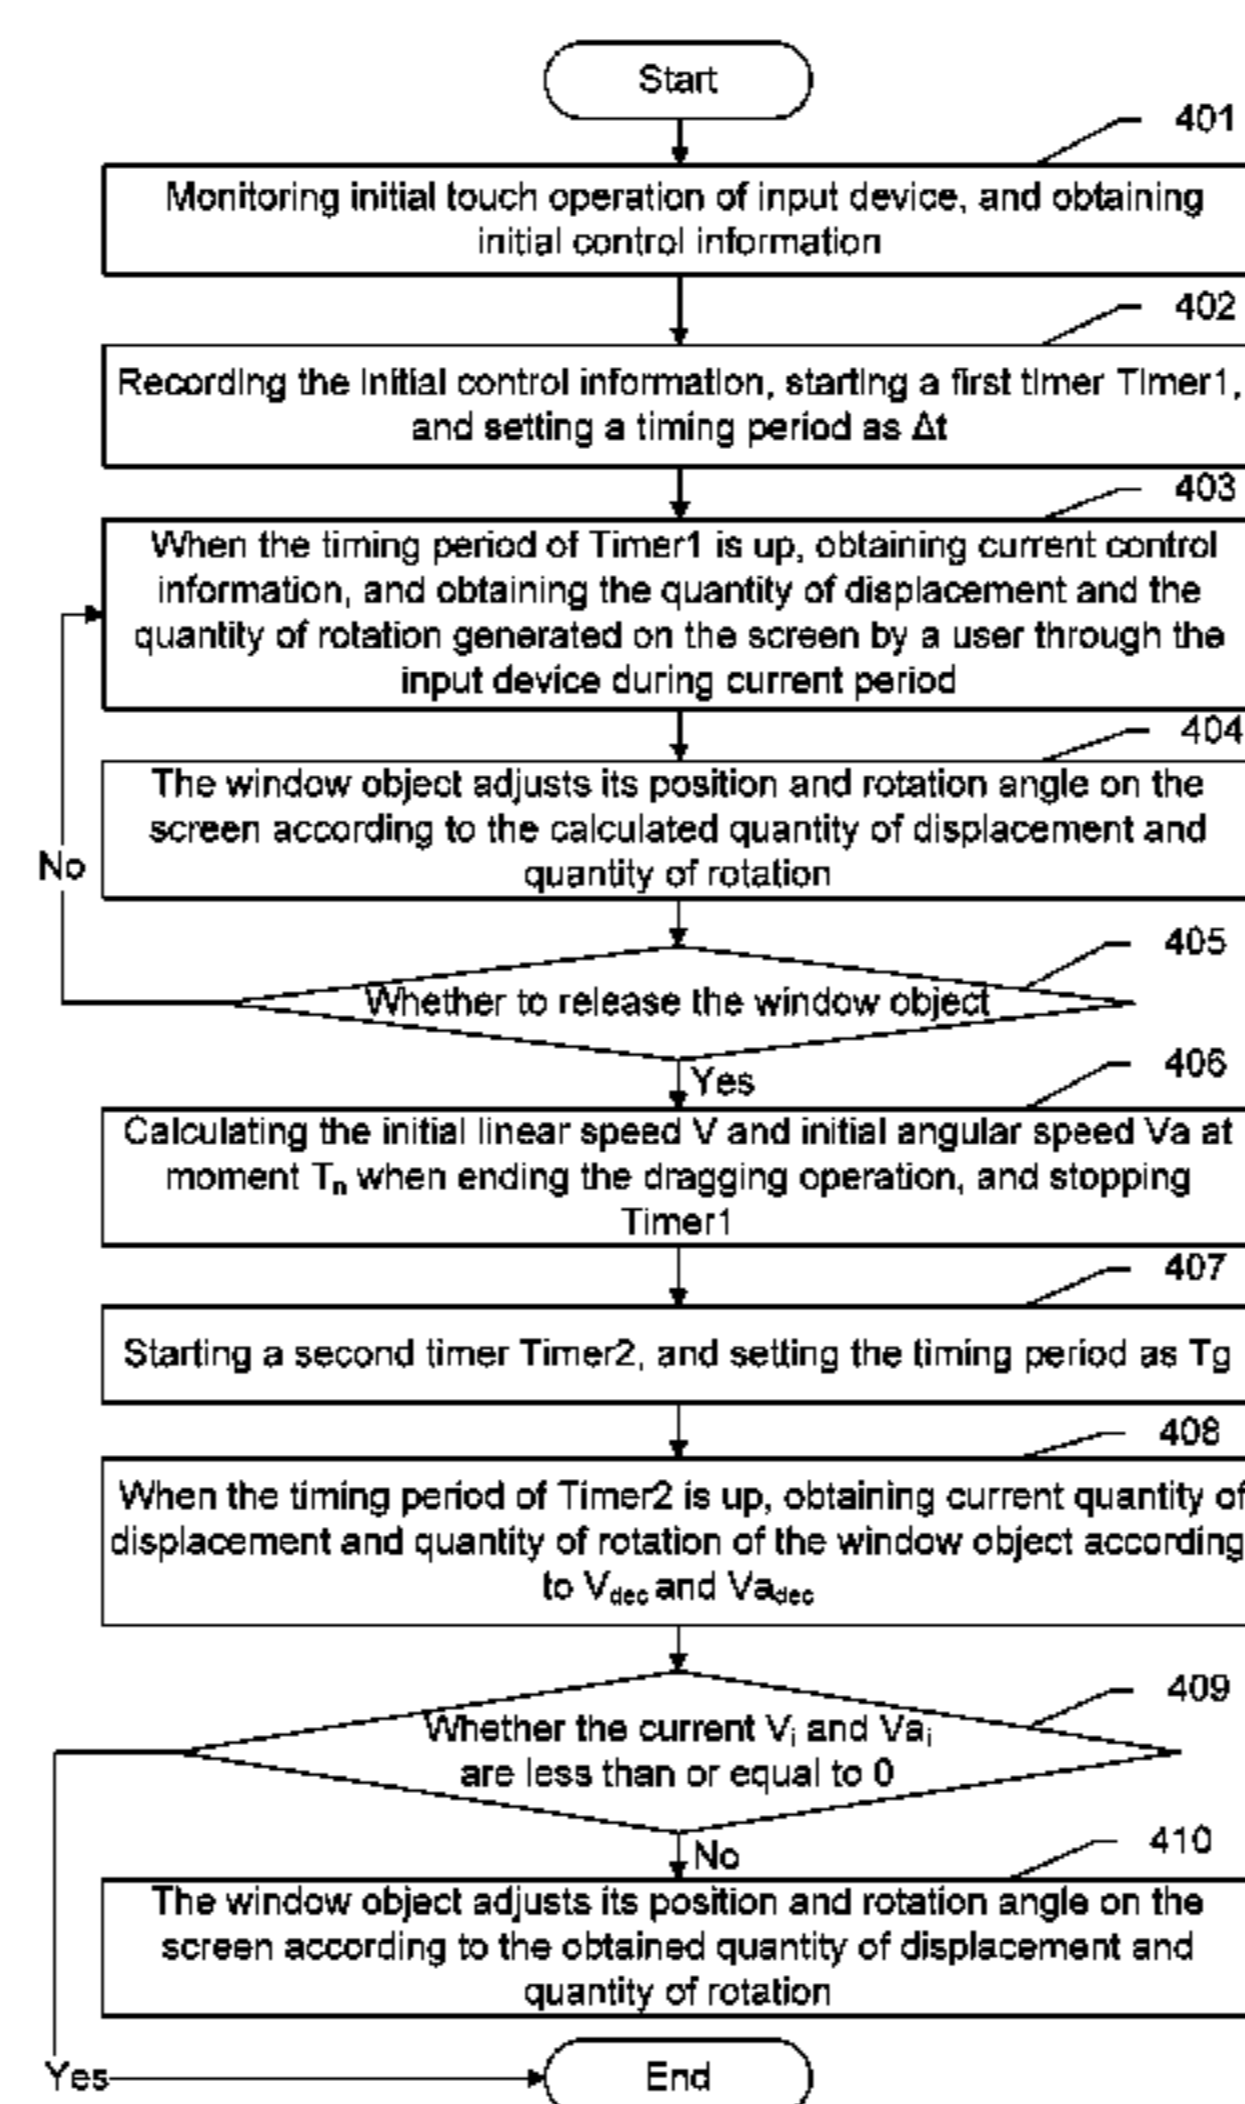 Start
401
Monitoring initial touch operation of input device, and obtaining
initial control information
402
Recording the initial control information, starting a first timer Timer1,
and setting a timing period as Δt
403
When the timing period of Timer1 is up, obtaining current control
information, and obtaining the quantity of displacement and the
quantity of rotation generated on the screen by a user through the
input device during current period
404
The window object adjusts its position and rotation angle on the
screen according to the calculated quantity of displacement and
quantity of rotation
No
405
Whether to release the window object
Yes
406
Calculating the initial linear speed V and initial angular speed Va at
moment Tn when ending the dragging operation, and stopping
Timer1
407
Starting a second timer Timer2, and setting the timing period as Tg
408
When the timing period of Timer2 is up, obtaining current quantity of
displacement and quantity of rotation of the window object according
to Vdec and Vadec
409
Whether the current Vi and Vai
are less than or equal to 0
No
410
The window object adjusts its position and rotation angle on the
screen according to the obtained quantity of displacement and
quantity of rotation
Yes
End